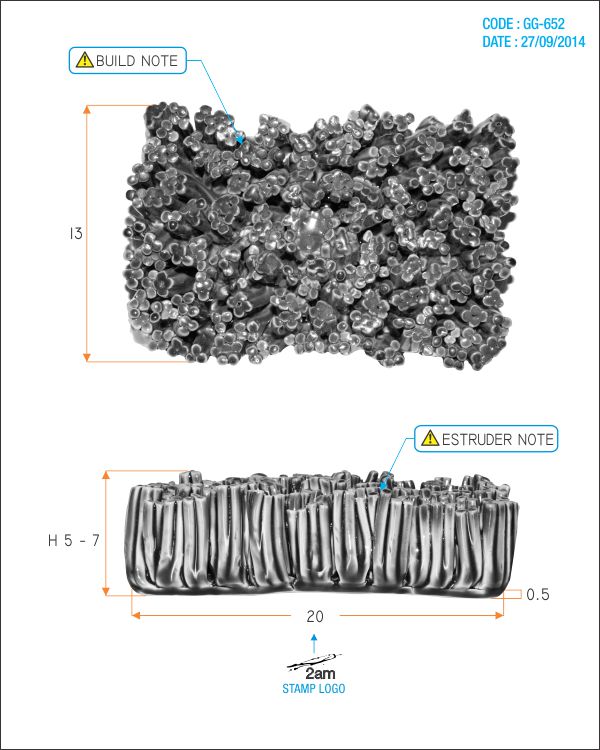 CODE : GG-652
DATE : 27/09/2014
BUILD NOTE
13
ESTRUDER NOTE
H 5 - 7
0.5
20
2am
STAMP LOGO